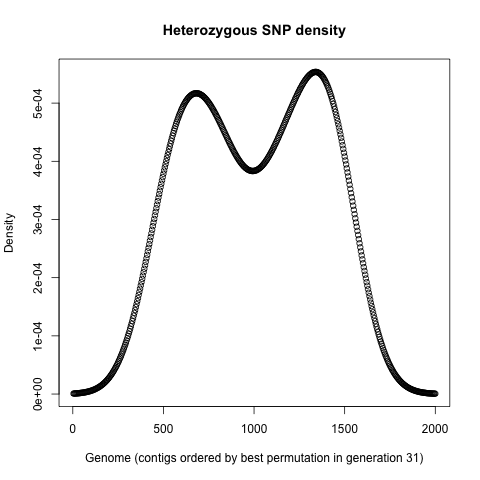 Heterozygous SNP density
Density
5e-04
4e-04
3e-04
2e-04
1e-04
0e+00
0
500
1000
1500
2000
Genome (contigs ordered by best permutation in generation 31)